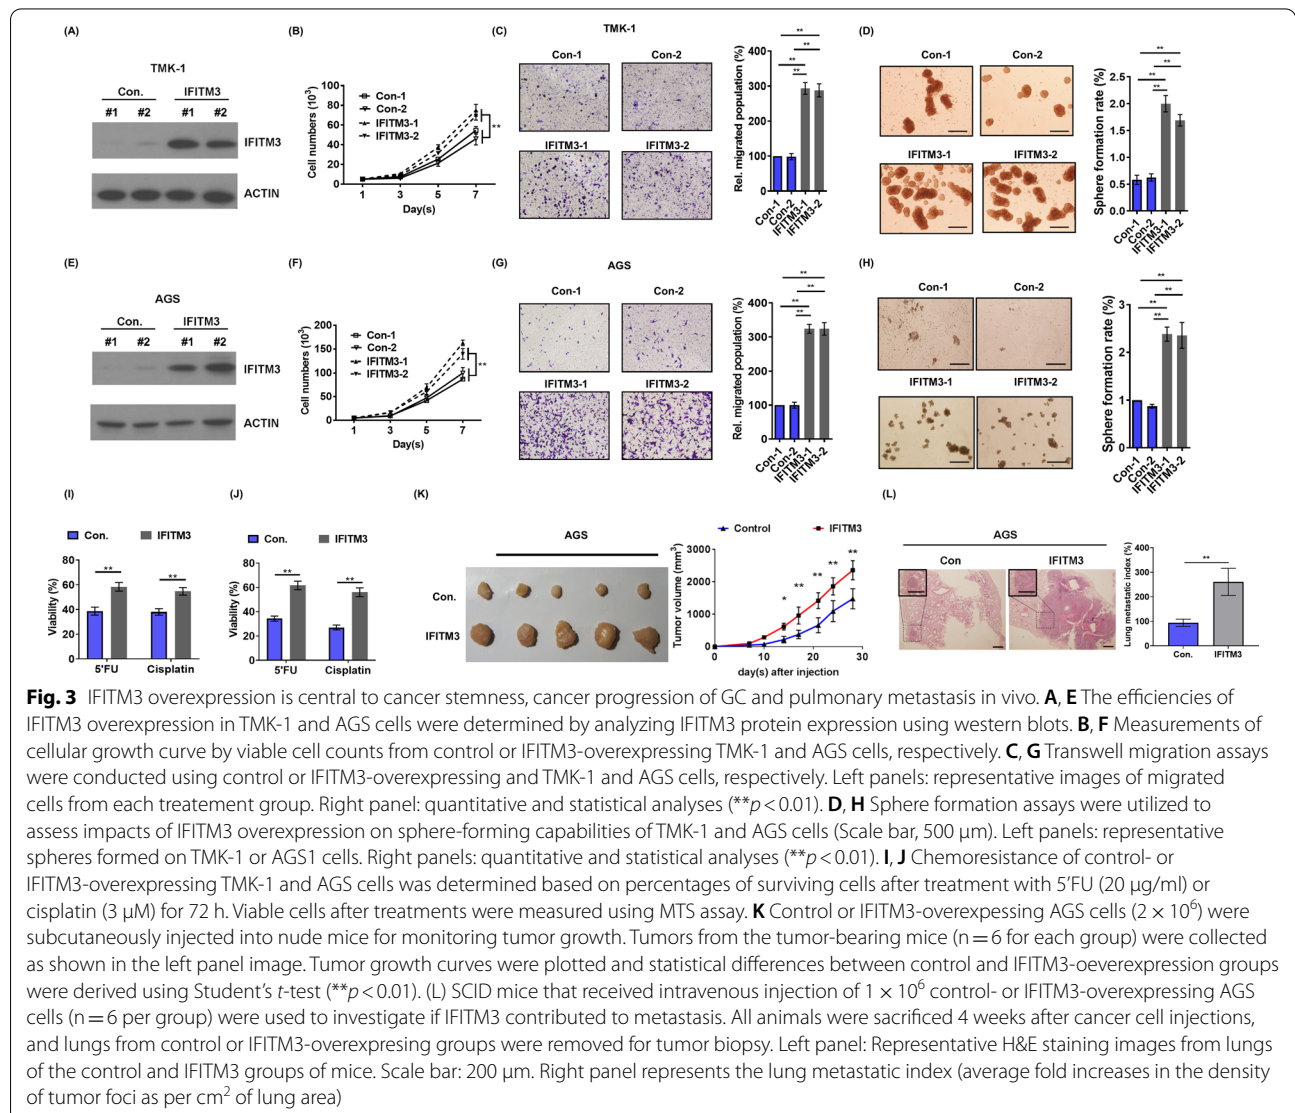 (A)
TMK-1
Con. IFITM3
#1 #2 #1 #2
IFITM3
ACTIN
(B)
Cell numbers (10³)
100
80
60
40
20
0
Con-1
Con-2
IFITM3-1
IFITM3-2
**
1 3 5 7
Day(s)
(C)
TMK-1
Con-1 Con-2
IFITM3-1 IFITM3-2
Rel. migrated population (%)
400
300
200
100
0
**
**
**
**
Con-1 Con-2 IFITM3-1 IFITM3-2
(D)
Con-1 Con-2
IFITM3-1 IFITM3-2
Sphere formation rate (%)
2.5
2.0
1.5
1.0
0.5
0.0
**
**
**
**
Con-1 Con-2 IFITM3-1 IFITM3-2
(E)
AGS
Con. IFITM3
#1 #2 #1 #2
IFITM3
ACTIN
(F)
Cell numbers (10³)
200
150
100
50
0
Con-1
Con-2
IFITM3-1
IFITM3-2
**
1 3 5 7
Day(s)
(G)
AGS
Con-1 Con-2
IFITM3-1 IFITM3-2
Rel. migrated population (%)
400
300
200
100
0
**
**
**
**
Con-1 Con-2 IFITM3-1 IFITM3-2
(H)
Con-1 Con-2
IFITM3-1 IFITM3-2
Sphere formation rate (%)
3
2
1
0
**
**
**
**
Con-1 Con-2 IFITM3-1 IFITM3-2
(I)
Con. IFITM3
Viability (%)
80
60
40
20
0
** **
5'FU Cisplatin
(J)
Con. IFITM3
Viability (%)
80
60
40
20
0
** **
5'FU Cisplatin
(K)
AGS
Con.
IFITM3
Control IFITM3
Tumor volume (mm³)
3000
2000
1000
0
* ** ** ** **
0 10 20 30
day(s) after injection
(L)
AGS
Con IFITM3
Lung metastatic index (%)
400
300
200
100
0
**
Con. IFITM3
Fig. 3 IFITM3 overexpression is central to cancer stemness, cancer progression of GC and pulmonary metastasis in vivo. A, E The efficiencies of
IFITM3 overexpression in TMK-1 and AGS cells were determined by analyzing IFITM3 protein expression using western blots. B, F Measurements of
cellular growth curve by viable cell counts from control or IFITM3-overexpressing TMK-1 and AGS cells, respectively. C, G Transwell migration assays
were conducted using control or IFITM3-overexpressing and TMK-1 and AGS cells, respectively. Left panels: representative images of migrated
cells from each treatement group. Right panel: quantitative and statistical analyses (**p < 0.01). D, H Sphere formation assays were utilized to
assess impacts of IFITM3 overexpression on sphere-forming capabilities of TMK-1 and AGS cells (Scale bar, 500 μm). Left panels: representative
spheres formed on TMK-1 or AGS1 cells. Right panels: quantitative and statistical analyses (**p < 0.01). I, J Chemoresistance of control- or
IFITM3-overexpressing TMK-1 and AGS cells was determined based on percentages of surviving cells after treatment with 5'FU (20 μg/ml) or
cisplatin (3 μM) for 72 h. Viable cells after treatments were measured using MTS assay. K Control or IFITM3-overexpessing AGS cells (2 × 10⁶) were
subcutaneously injected into nude mice for monitoring tumor growth. Tumors from the tumor-bearing mice (n = 6 for each group) were collected
as shown in the left panel image. Tumor growth curves were plotted and statistical differences between control and IFITM3-oeverexpression groups
were derived using Student's t-test (**p < 0.01). (L) SCID mice that received intravenous injection of 1 × 10⁶ control- or IFITM3-overexpressing AGS
cells (n = 6 per group) were used to investigate if IFITM3 contributed to metastasis. All animals were sacrificed 4 weeks after cancer cell injections,
and lungs from control or IFITM3-overexpresing groups were removed for tumor biopsy. Left panel: Representative H&E staining images from lungs
of the control and IFITM3 groups of mice. Scale bar: 200 μm. Right panel represents the lung metastatic index (average fold increases in the density
of tumor foci as per cm² of lung area)